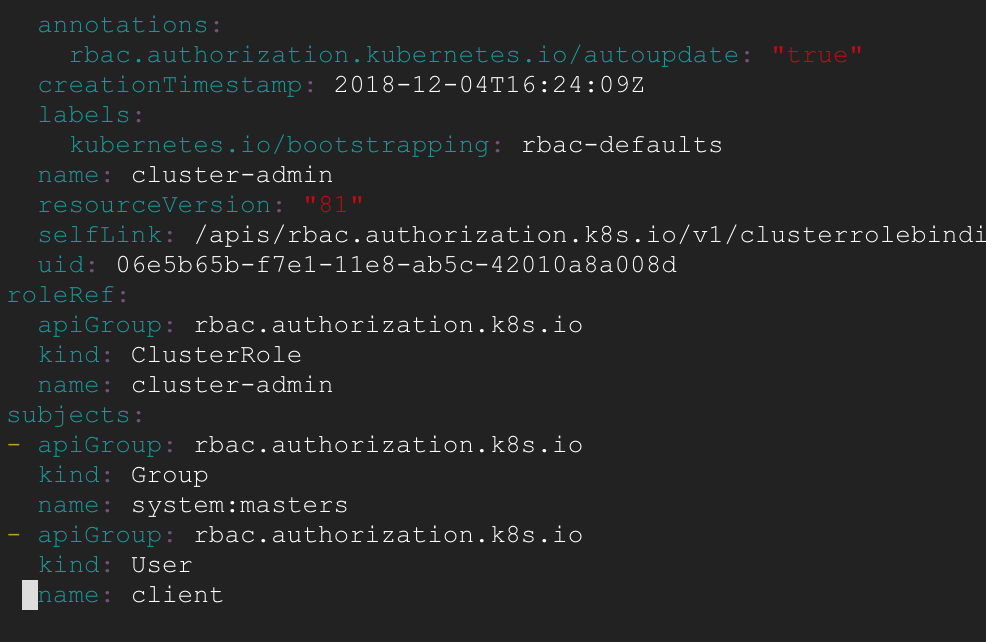 annotations:
rbac.authorization.kubernetes.io/autoupdate: "true"
creationTimestamp: 2018-12-04T16:24:09Z
labels:
kubernetes.io/bootstrapping: rbac-defaults
name: cluster-admin
resourceVersion: "81"
selfLink: /apis/rbac.authorization.k8s.io/v1/clusterrolebindi
uid: 06e5b65b-f7e1-11e8-ab5c-42010a8a008d
roleRef:
apiGroup: rbac.authorization.k8s.io
kind: ClusterRole
name: cluster-admin
subjects:
- apiGroup: rbac.authorization.k8s.io
kind: Group
name: system:masters
- apiGroup: rbac.authorization.k8s.io
kind: User
name: client